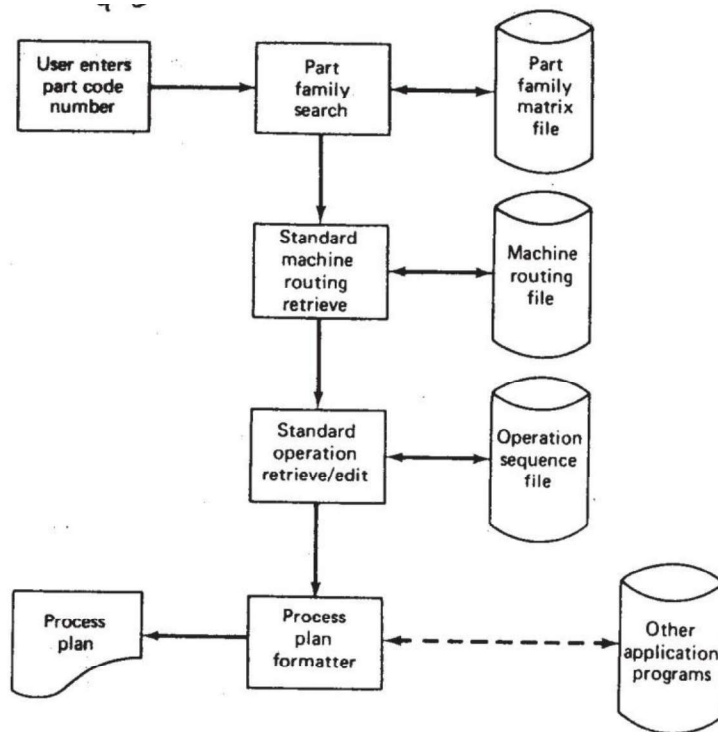 User enters
part code
number
Part
family
search
Part
family
matrix
file
Standard
machine
routing
retrieve
Machine
routing
file
Standard
operation
retrieve/edit
Operation
sequence
file
Process
plan
Process
plan
formatter
Other
application
programs